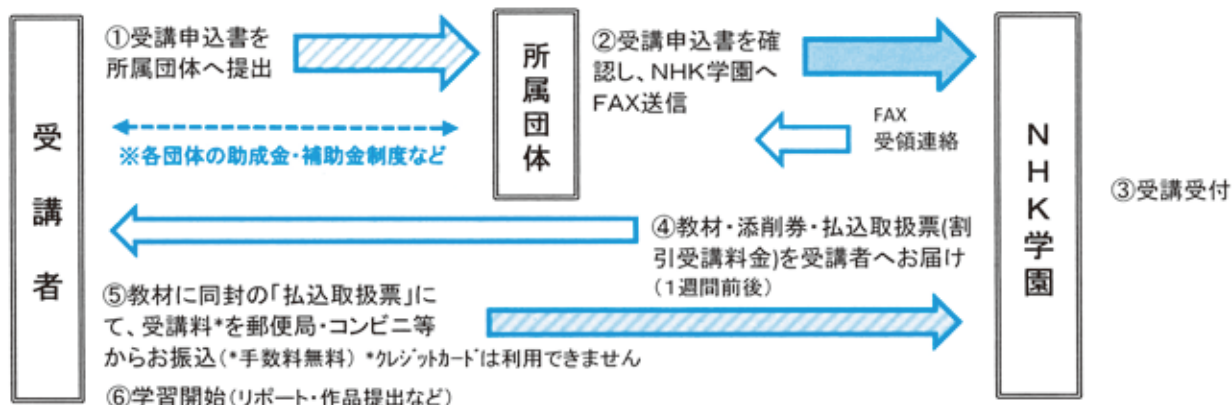 受講者
①受講申込書を
所属団体へ提出
※各団体の助成金・補助金制度など
所属団体
②受講申込書を確
認し、NHK学園へ
FAX送信
FAX
受領連絡
NHK学園
③受講受付
④教材・添削券・払込取扱票(割
引受講料金)を受講者へお届け
(1週間前後)
⑤教材に同封の「払込取扱票」に
て、受講料*を郵便局・コンビニ等
からお振込(*手数料無料) *クレジットカードは利用できません
⑥学習開始(リポート・作品提出など)